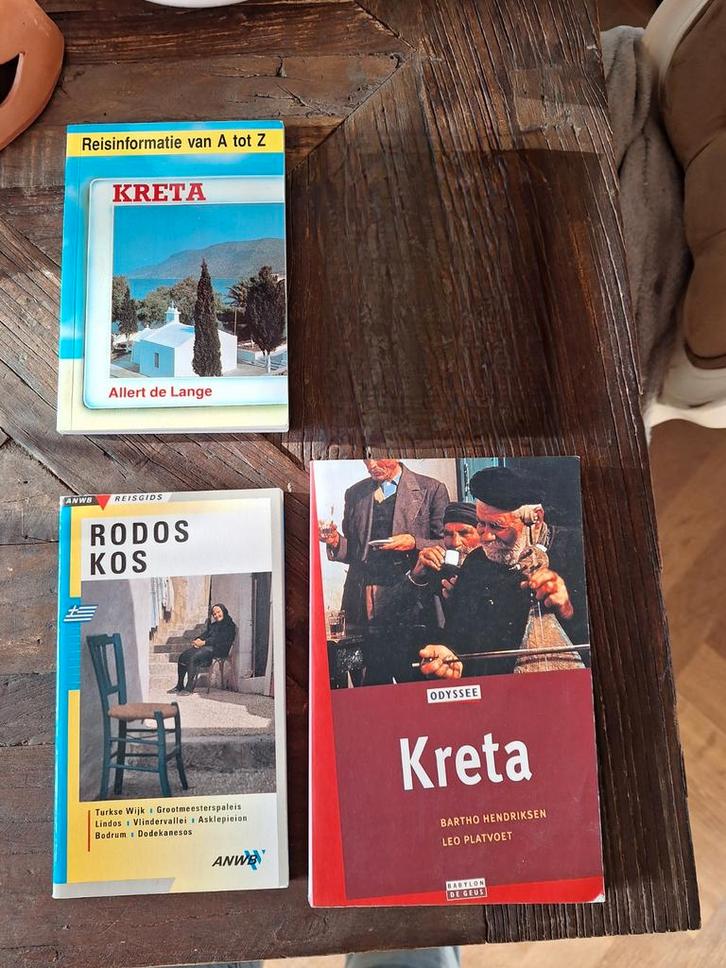 Reisinformatie van A tot Z
KRETA
Allert de Lange
ANWB REISGIDS
RODOS
KOS
Turkse Wijk Grootmeesterspaleis
Lindos Vlindervallei Asklepieion
Bodrum Dodekanesos
ANWB
ODYSSEE
Kreta
BARTHO HENDRIKSEN
LEO PLATVOET
BABYLON
DE GEUS